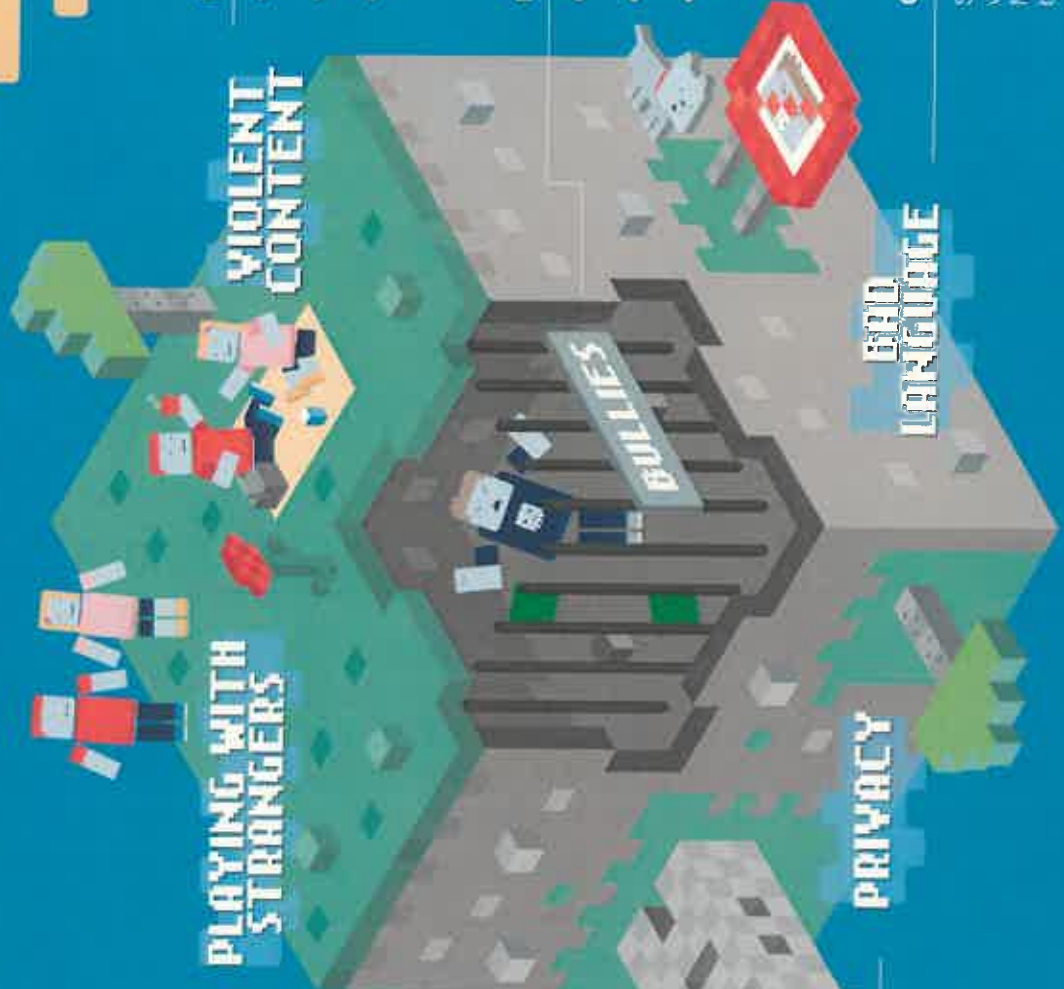 PLAYING WITH
STRANGERS
VIOLENT
CONTENT
BULLIES
PRIVACY
BAD
LANGUAGE